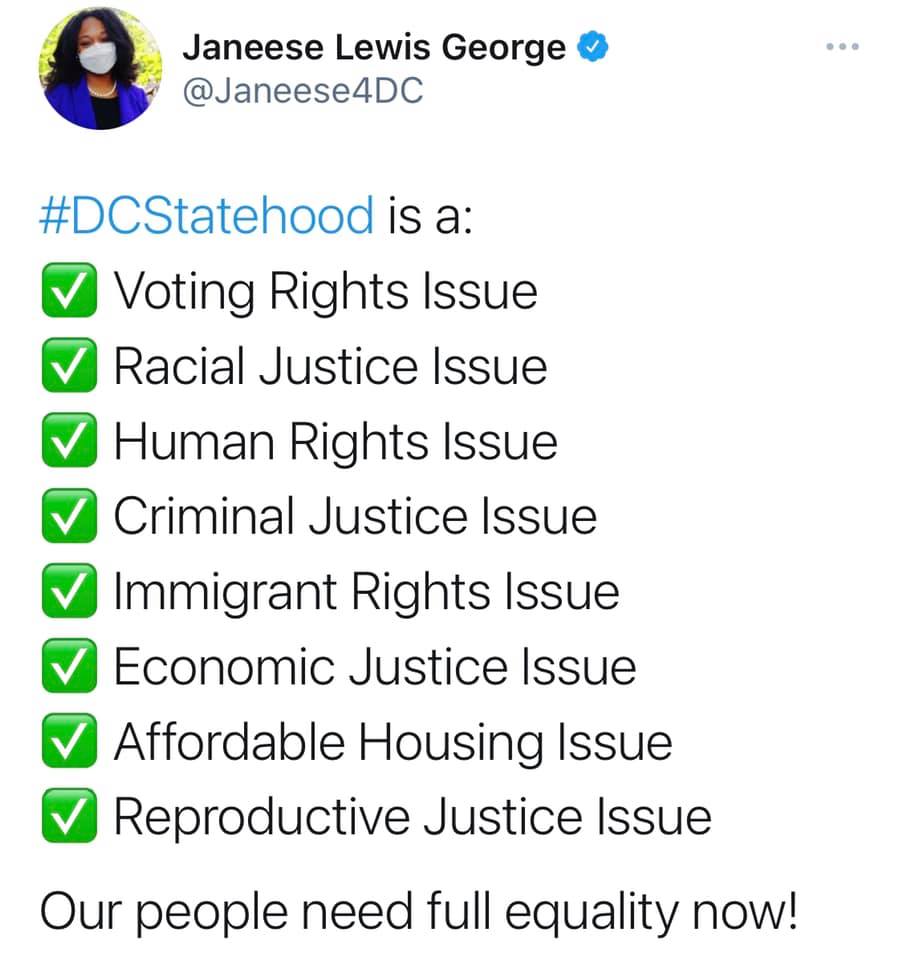 Janeese Lewis George
@Janeese4DC
#DCStatehood is a:
✅ Voting Rights Issue
✅ Racial Justice Issue
✅ Human Rights Issue
✅ Criminal Justice Issue
✅ Immigrant Rights Issue
✅ Economic Justice Issue
✅ Affordable Housing Issue
✅ Reproductive Justice Issue
Our people need full equality now!